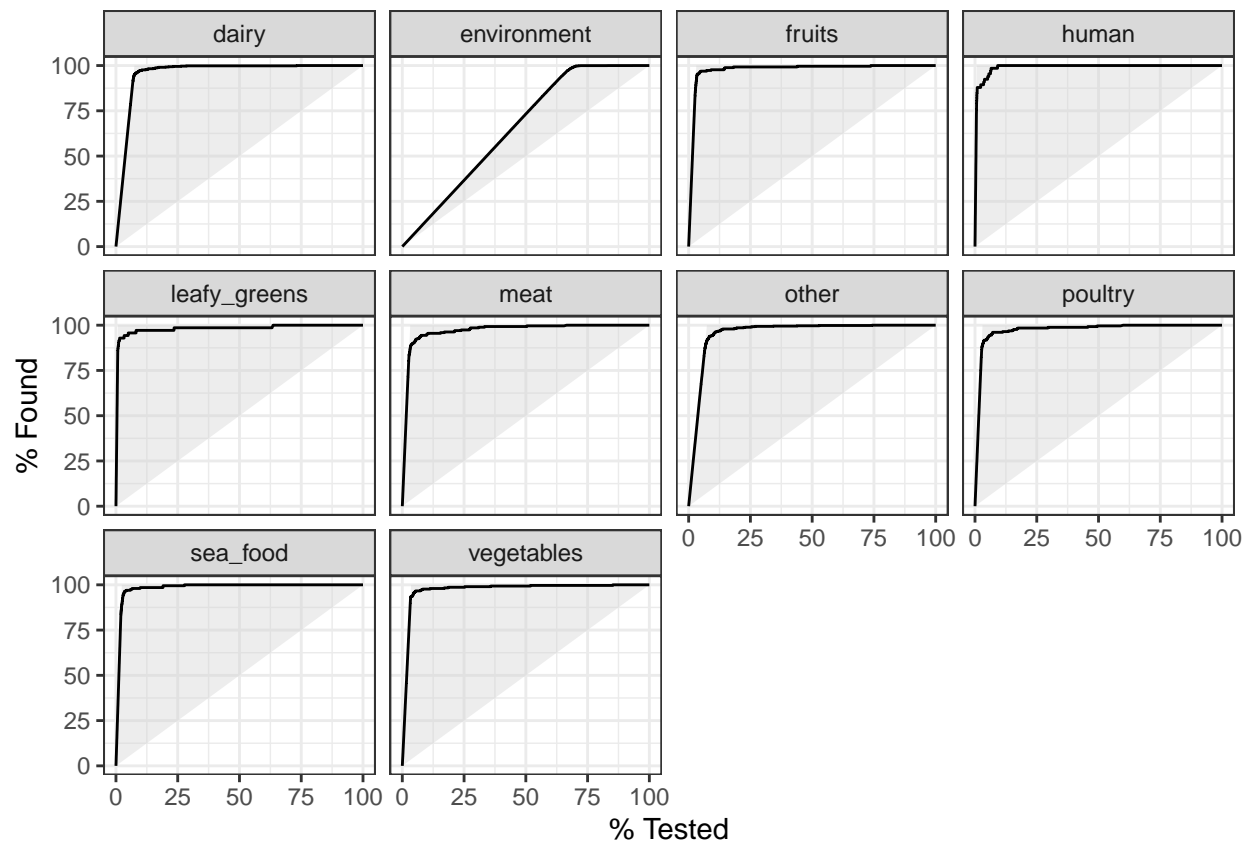 dairy environment fruits human
100
75
50
25
0
leafy_greens meat other poultry
100
75
50
25
0
0 25 50 75 100 0 25 50 75 100
sea_food vegetables
100
75
50
25
0
0 25 50 75 100 0 25 50 75 100
% Tested
% Found